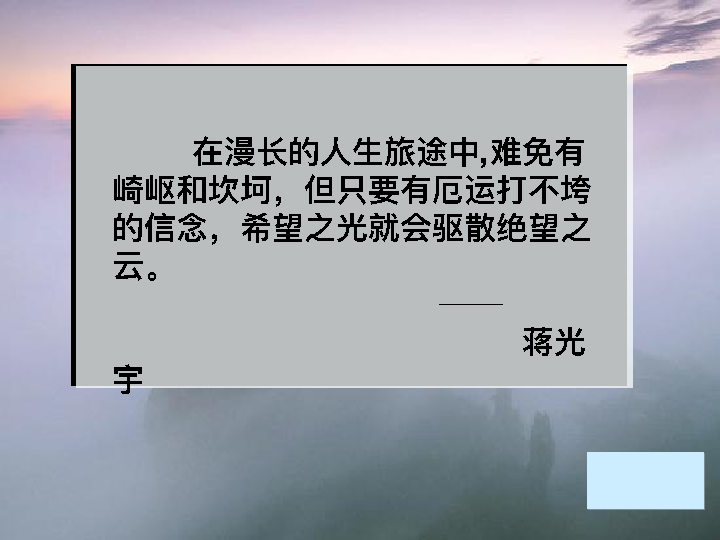 在漫长的人生旅途中,难免有
崎岖和坎坷，但只要有厄运打不垮
的信念，希望之光就会驱散绝望之
云。
——
蒋光
宇